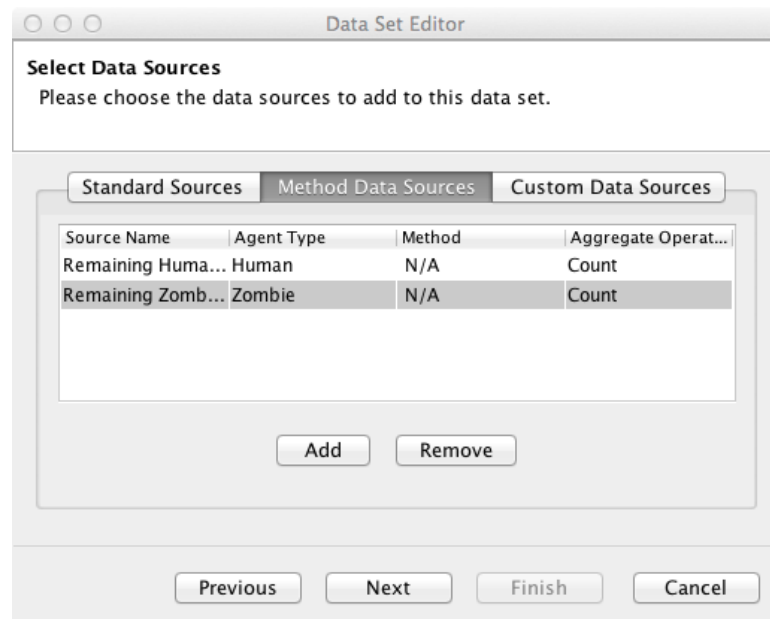 Data Set Editor
Select Data Sources
Please choose the data sources to add to this data set.
Standard Sources Method Data Sources Custom Data Sources
Source Name Agent Type Method Aggregate Operat...
Remaining Huma... Human N/A Count
Remaining Zomb... Zombie N/A Count
Add Remove
Previous Next Finish Cancel